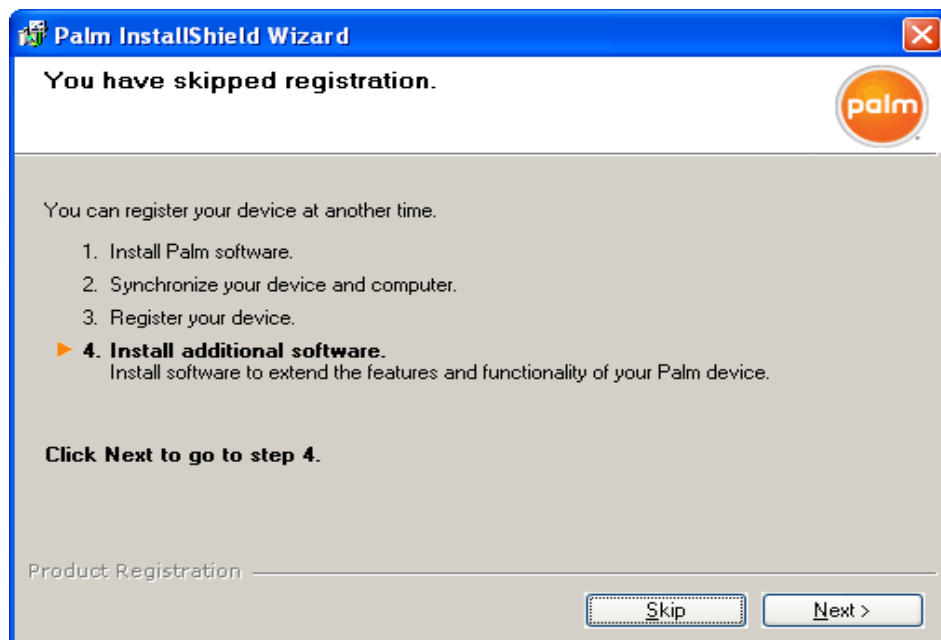 Palm InstallShield Wizard
You have skipped registration.
palm
You can register your device at another time.
1. Install Palm software.
2. Synchronize your device and computer.
3. Register your device.
4. Install additional software.
Install software to extend the features and functionality of your Palm device.
Click Next to go to step 4.
Product Registration
Skip
Next >